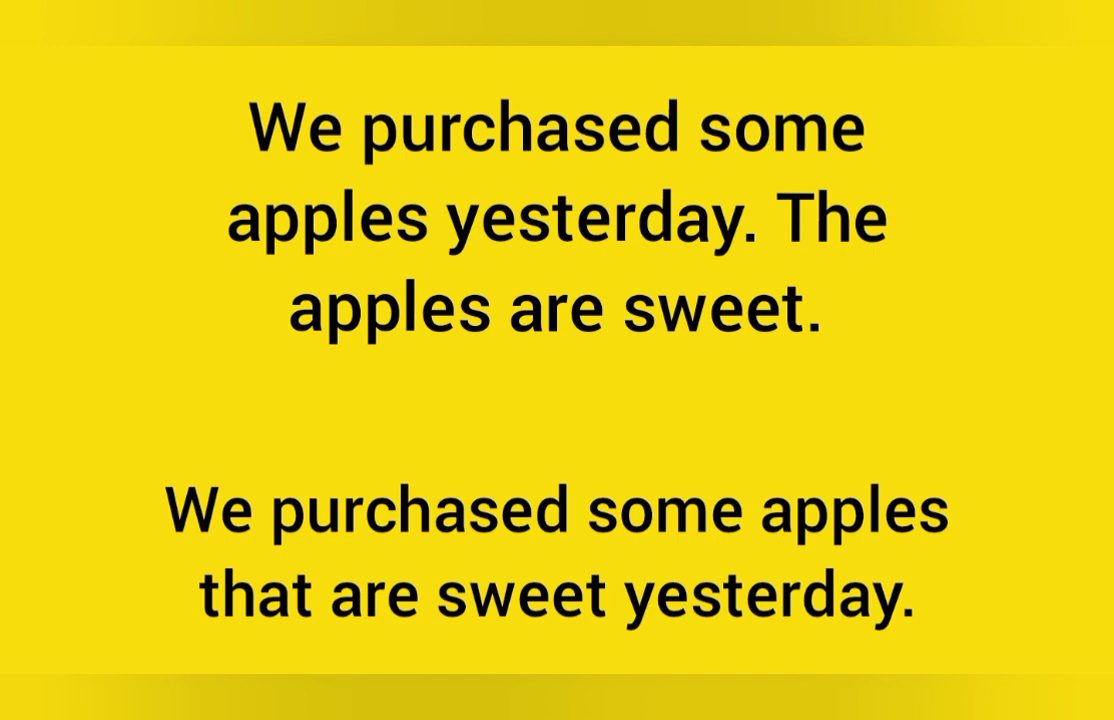 We purchased some
apples yesterday. The
apples are sweet.
We purchased some apples
that are sweet yesterday.